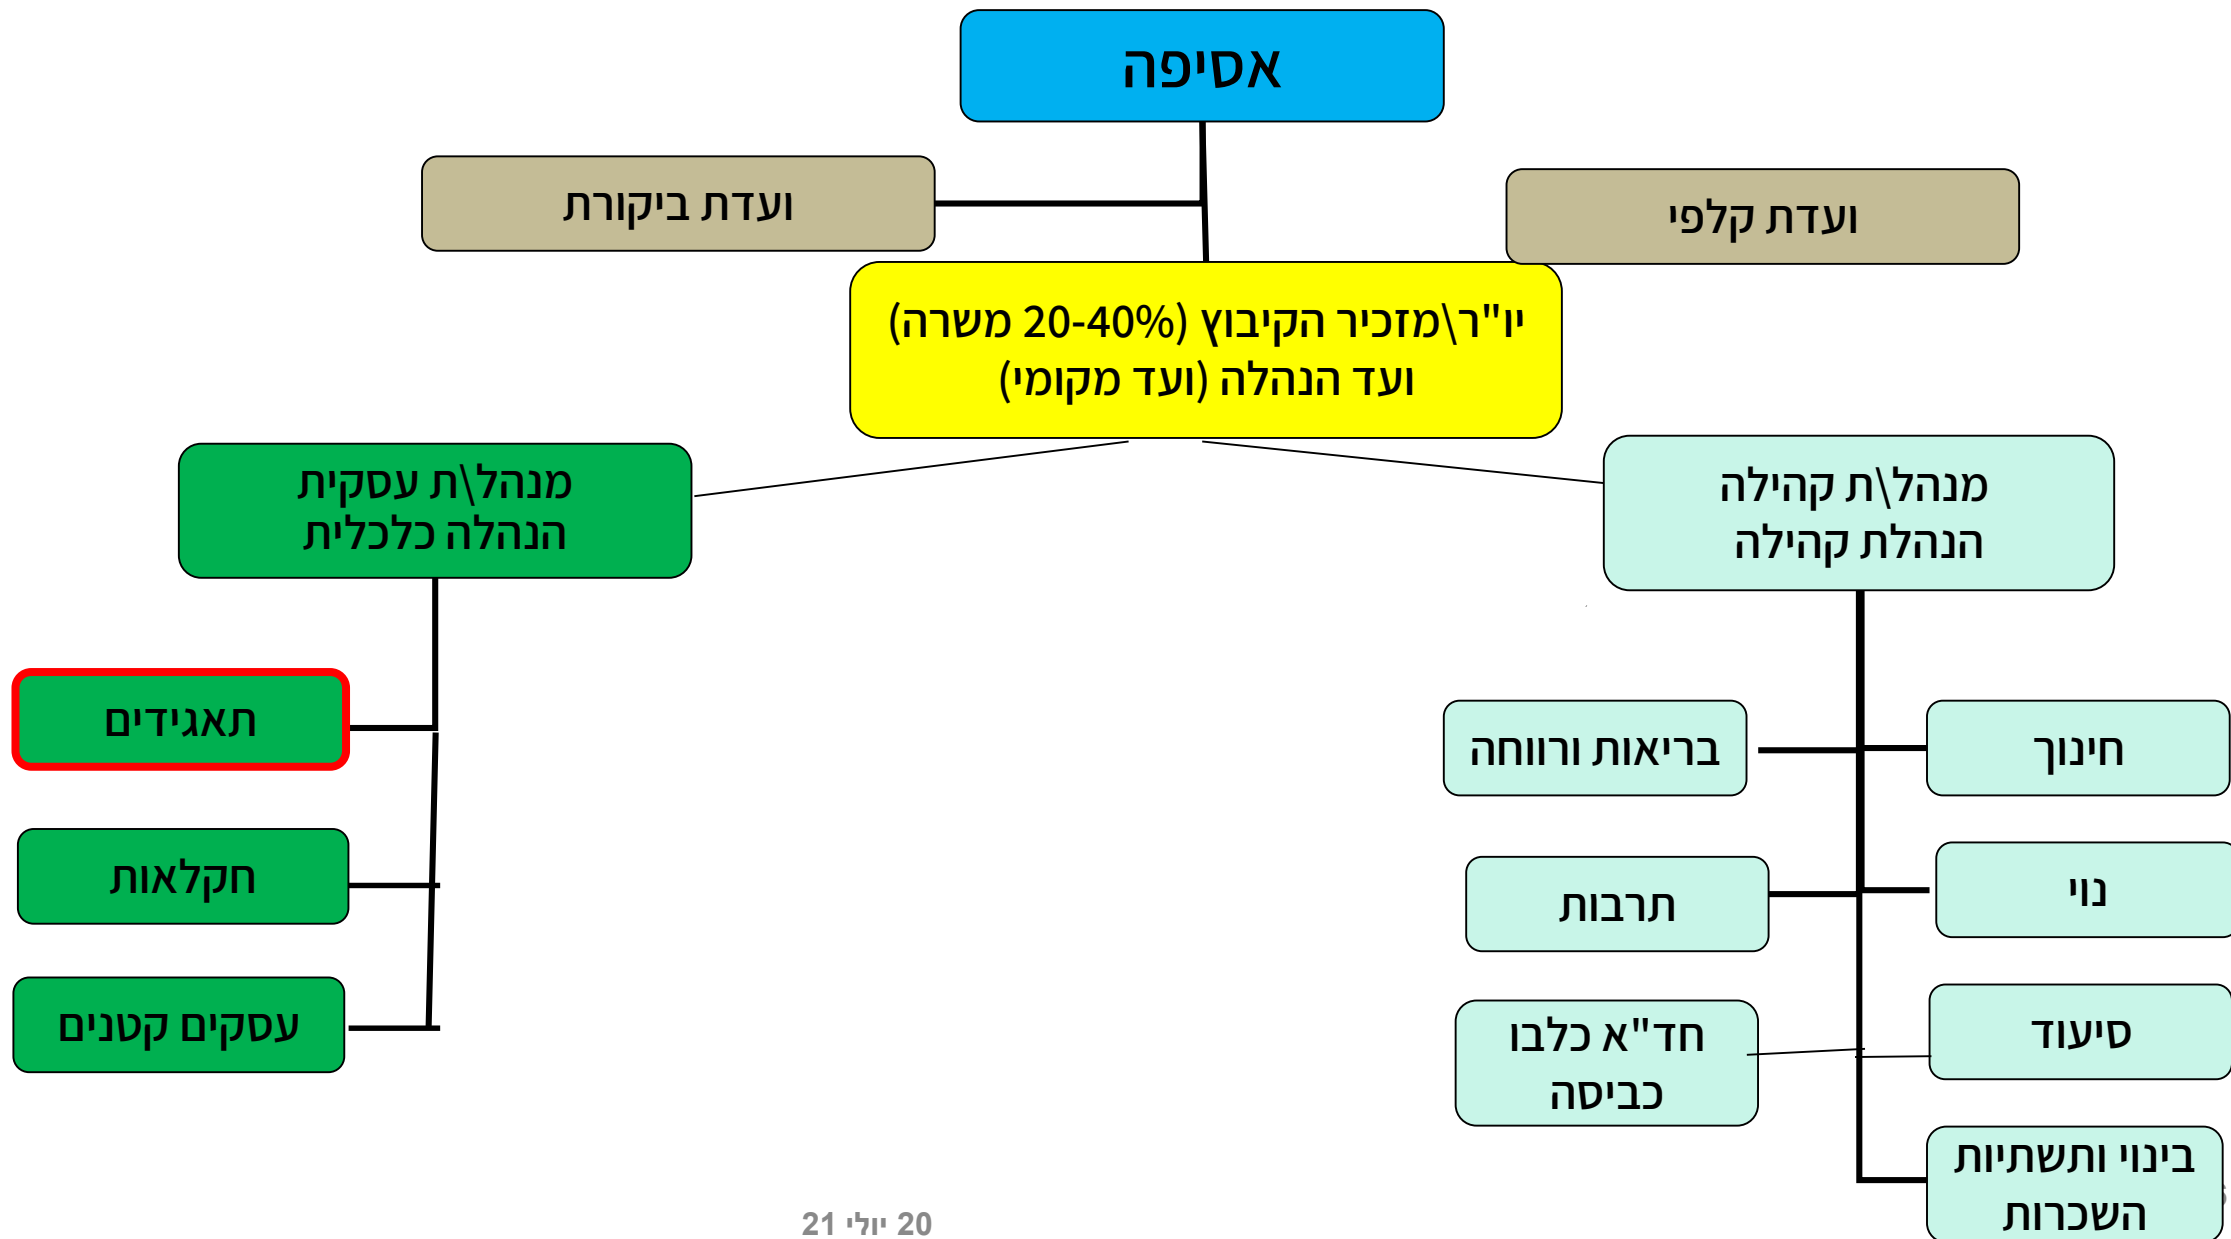 אסיפה
ועדת קלפי
ועדת ביקורת
יו"ר\מזכיר הקיבוץ (20-40% משרה)
ועד הנהלה (ועד מקומי)
מנהל\ת קהילה
הנהלת קהילה
מנהל\ת עסקית
הנהלה כלכלית
חינוך
בריאות ורווחה
תאגידים
נוי
תרבות
חקלאות
סיעוד
חד"א כלבו
כביסה
עסקים קטנים
בינוי ותשתיות
השכרות
20 יולי 21